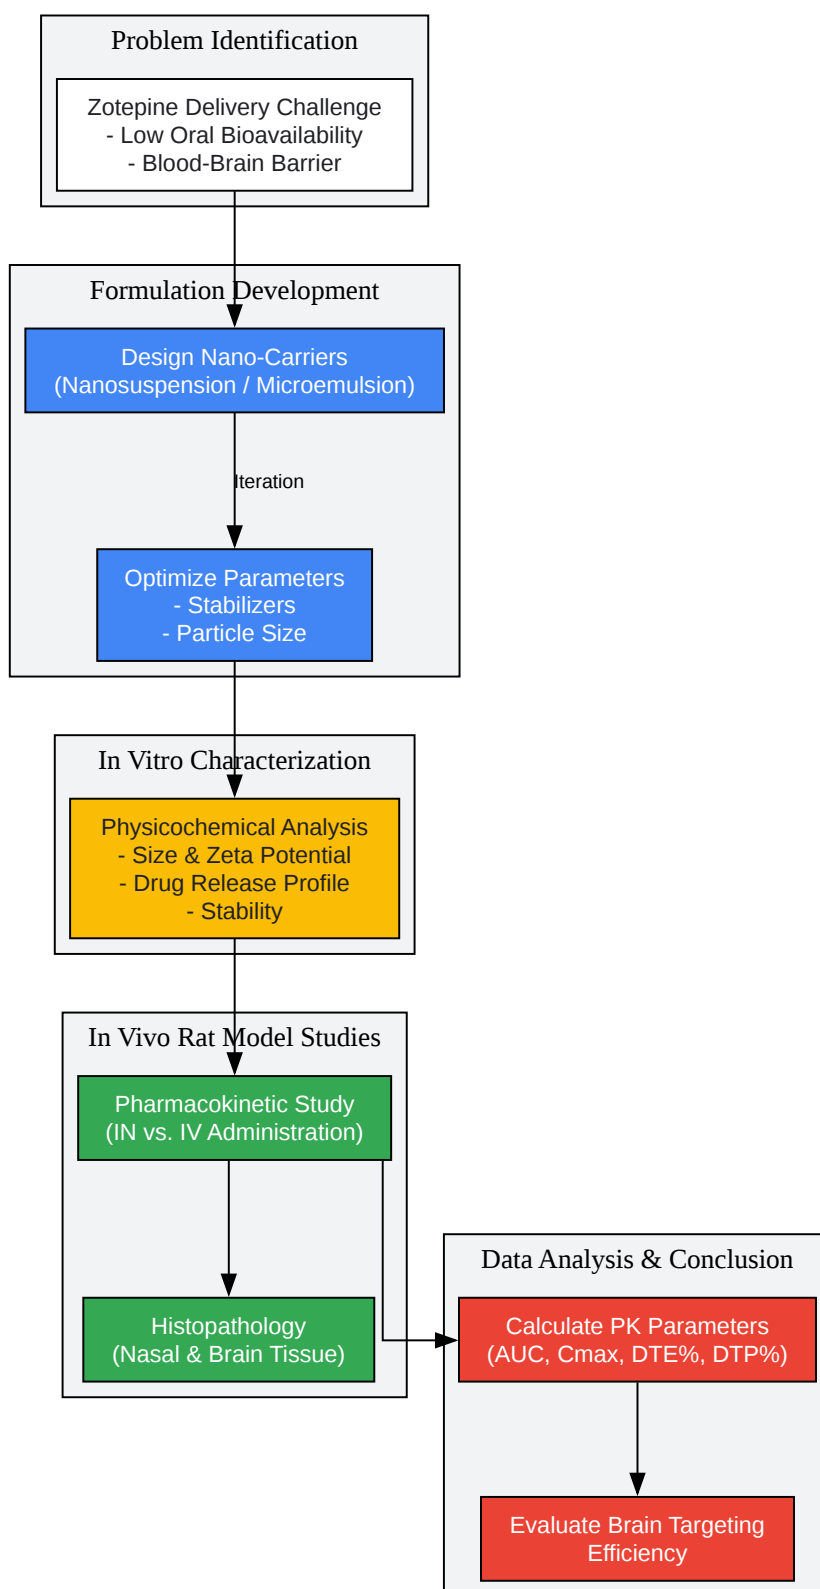 Problem Identification
Zotepine Delivery Challenge
- Low Oral Bioavailability
- Blood-Brain Barrier
Formulation Development
Design Nano-Carriers
(Nanosuspension / Microemulsion)
Iteration
Optimize Parameters
- Stabilizers
- Particle Size
In Vitro Characterization
Physicochemical Analysis
- Size & Zeta Potential
- Drug Release Profile
- Stability
In Vivo Rat Model Studies
Pharmacokinetic Study
(IN vs. IV Administration)
Histopathology
(Nasal & Brain Tissue)
Data Analysis & Conclusion
Calculate PK Parameters
(AUC, Cmax, DTE%, DTP%)
Evaluate Brain Targeting
Efficiency